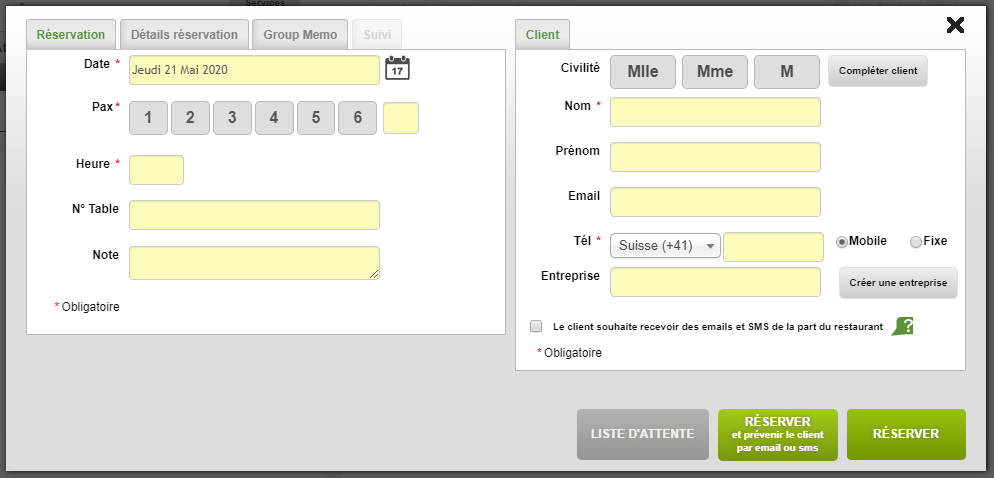 Services
Réservation Détails réservation Group Memo Suivi
Date * Jeudi 21 Mai 2020 17
Pax * 1 2 3 4 5 6
Heure *
N° Table
Note
* Obligatoire
Client
Civilité Mlle Mme M Compléter client
Nom *
Prénom
Email
Tél * Suisse (+41) Mobile Fixe
Entreprise Créer une entreprise
Le client souhaite recevoir des emails et SMS de la part du restaurant ?
* Obligatoire
LISTE D'ATTENTE
RÉSERVER
et prévenir le client
par email ou sms
RÉSERVER